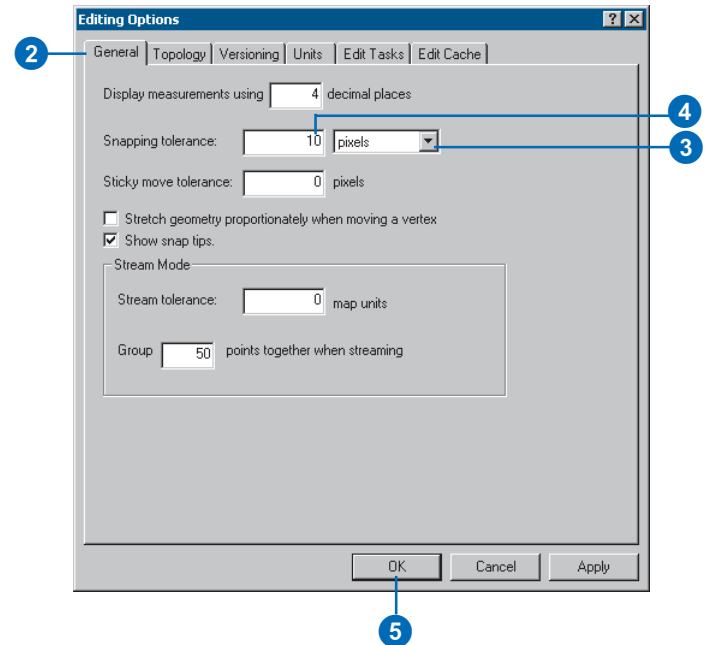 Editing Options
? X
2
General Topology Versioning Units Edit Tasks Edit Cache
Display measurements using 4 decimal places
4
Snapping tolerance: 10 pixels
3
Sticky move tolerance: 0 pixels
Stretch geometry proportionately when moving a vertex
Show snap tips.
Stream Mode
Stream tolerance: 0 map units
Group 50 points together when streaming
OK Cancel Apply
5